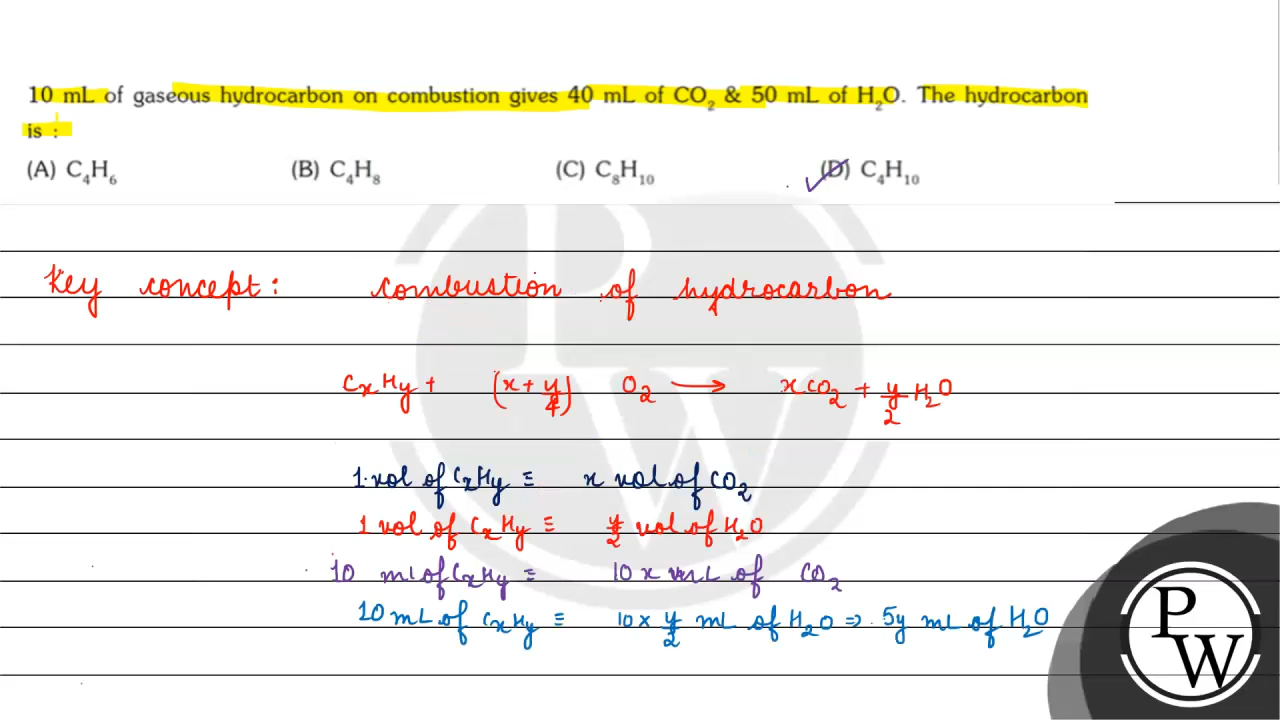 10 mL of gaseous hydrocarbon on combustion gives 40 mL of CO₂ & 50 mL of H₂O. The hydrocarbon
is :
(A) C₄H₆ (B) C₄H₈ (C) C₈H₁₀ (D) C₄H₁₀
Key concept: combustion of hydrocarbon
CxHy + (x + y/4) O₂ → xCO₂ + y/2 H₂O
1 vol of CxHy ≡ x vol of CO₂
1 vol of CxHy ≡ y/2 vol of H₂O
10 ml of CxHy ≡ 10x mL of CO₂
10 mL of CxHy ≡ 10 x y/2 mL of H₂O ⇒ 5y mL of H₂O
PW